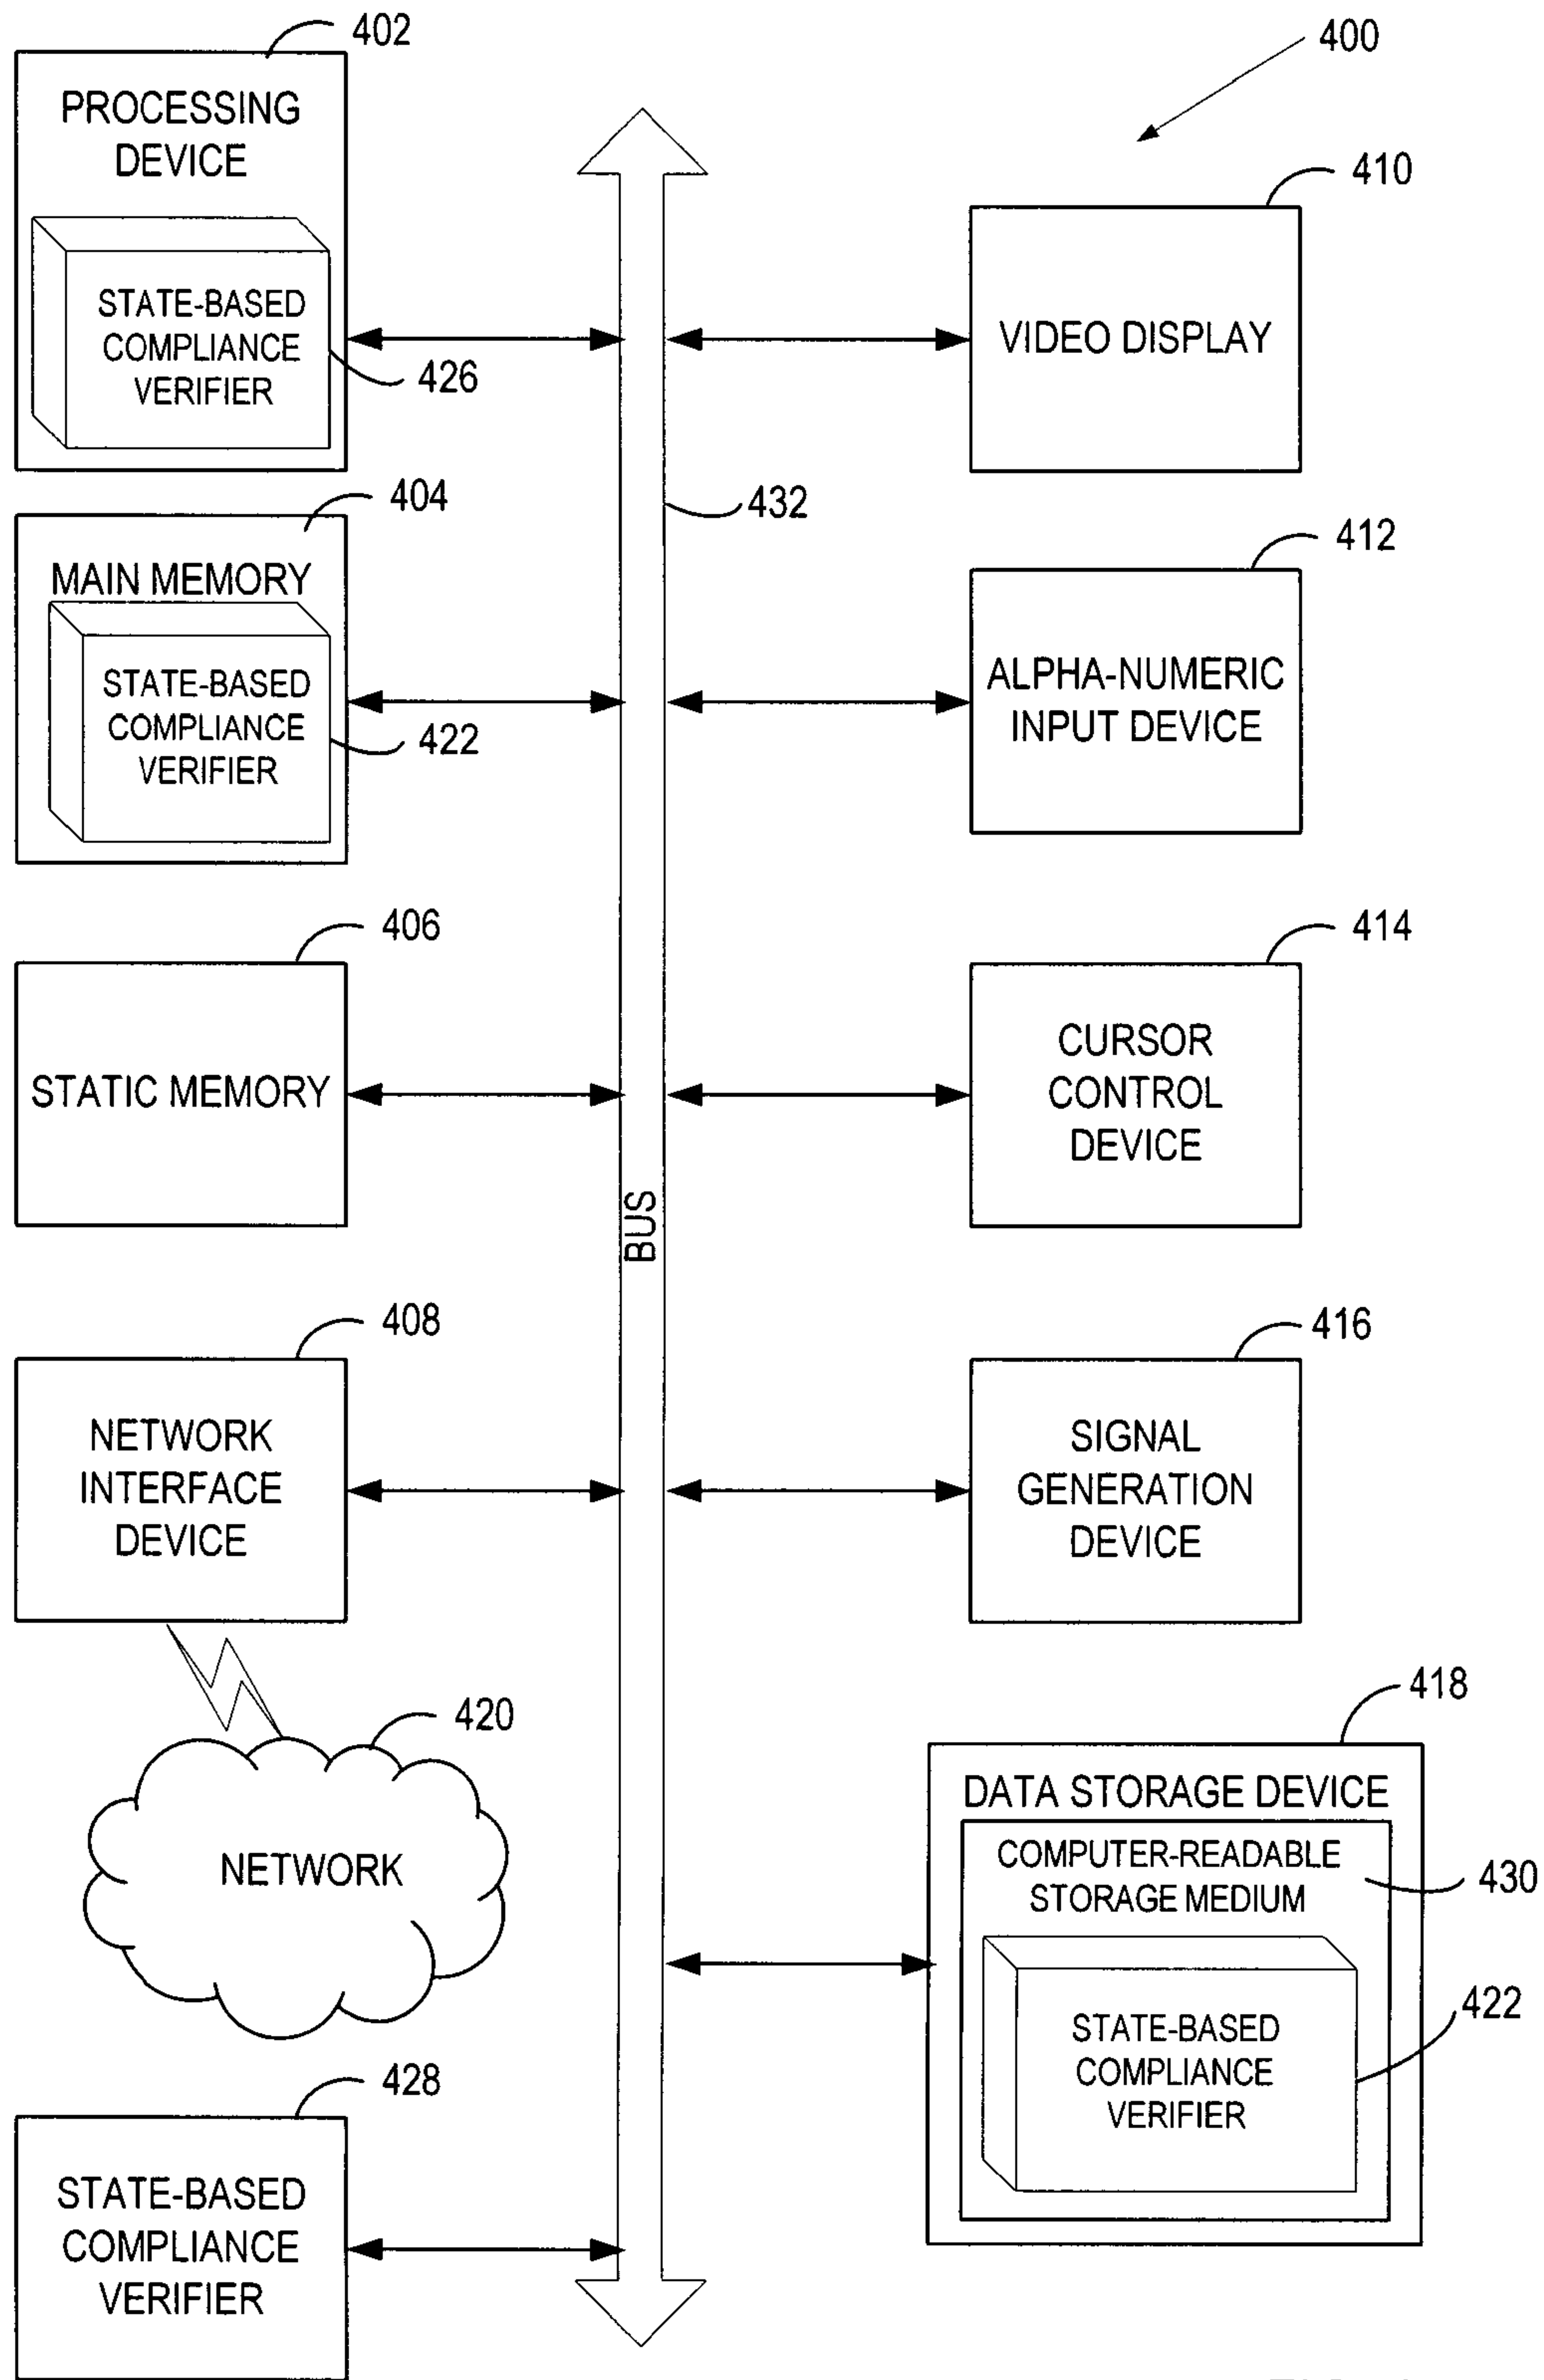 402
PROCESSING
DEVICE
STATE-BASED
COMPLIANCE
VERIFIER
426
404
MAIN MEMORY
STATE-BASED
COMPLIANCE
VERIFIER
422
406
STATIC MEMORY
408
NETWORK
INTERFACE
DEVICE
420
NETWORK
428
STATE-BASED
COMPLIANCE
VERIFIER
432
BUS
400
410
VIDEO DISPLAY
412
ALPHA-NUMERIC
INPUT DEVICE
414
CURSOR
CONTROL
DEVICE
416
SIGNAL
GENERATION
DEVICE
418
DATA STORAGE DEVICE
COMPUTER-READABLE
STORAGE MEDIUM
430
STATE-BASED
COMPLIANCE
VERIFIER
422